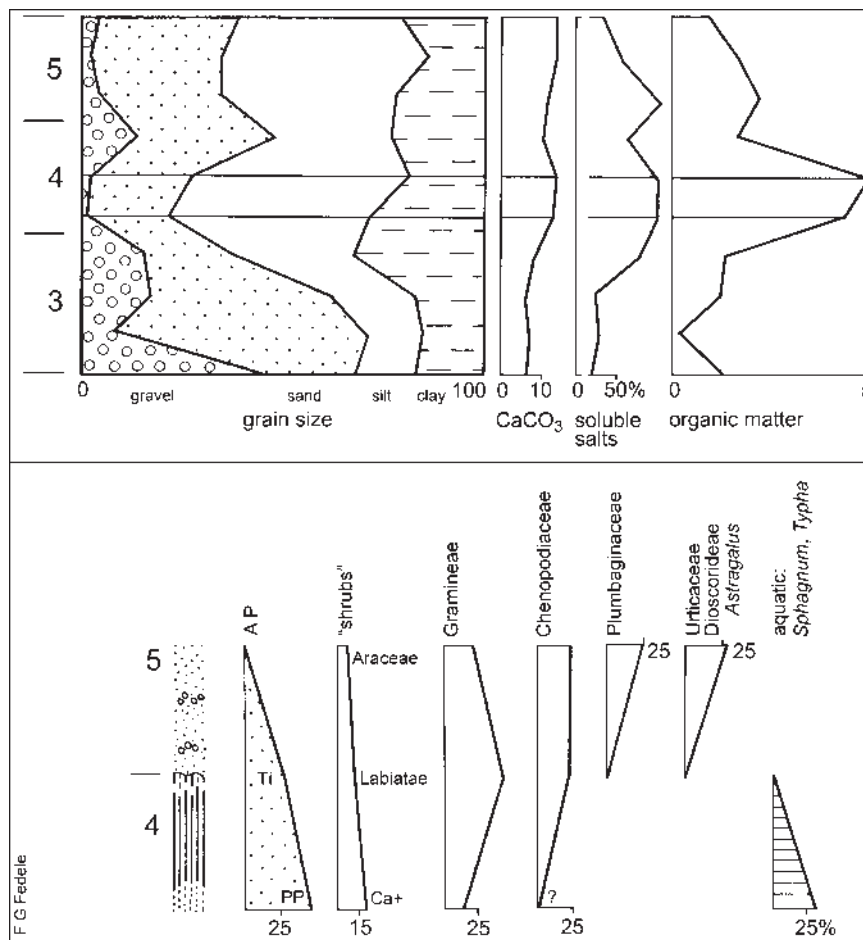 5
4
3
0 100
gravel sand silt clay
grain size
0 10
CaCO3
0 50%
soluble
salts
0
organic matter
AP
"shrubs"
Gramineae
Chenopodiaceae
Plumbaginaceae
Urticaceae
Dioscorideae
Astragalus
aquatic:
Sphagnum, Typha
5
Araceae
25
25
Ti
Labiatae
4
PP
Ca+
?
25
15
25
25
25%
F G Fedele